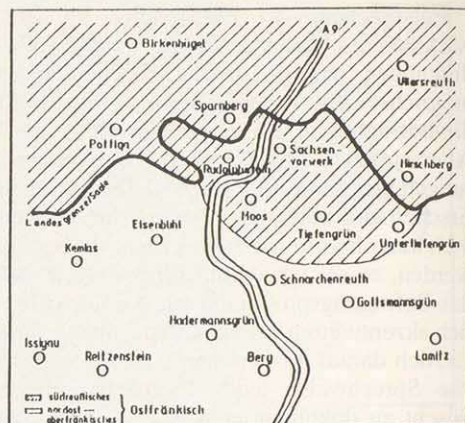 A 9
Birkenhügel
Ullersreuth
Sparnberg
Pottiga
Sachsen-
vorwerk
Rudolphstein
Hirschberg
Landesgrenze/Saale
Moos
Eisenbühl
Tiefengrün
Untertiefengrün
Kemlas
Schnarchenreuth
Gottsmannsgrün
Hadermannsgrün
Issigau
Reitzenstein
Berg
Lamitz
südreußisches
nordost-
oberfränkisches
Ostfränkisch